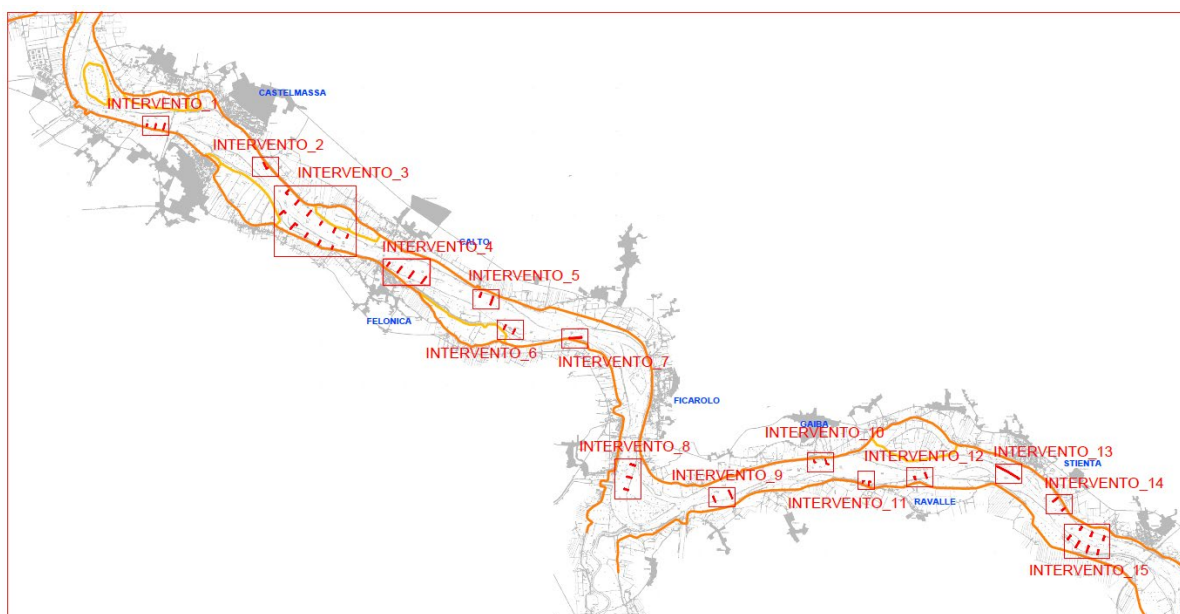 CASTELMASSA
INTERVENTO_1
INTERVENTO_2
INTERVENTO_3
CALTO
INTERVENTO_4
INTERVENTO_5
FELONICA
INTERVENTO_6
INTERVENTO_7
FICAROLO
GAIBA
INTERVENTO_10
INTERVENTO_8
INTERVENTO_12
INTERVENTO_13
STIENTA
INTERVENTO_9
INTERVENTO_14
INTERVENTO_11
RAVALLE
INTERVENTO_15